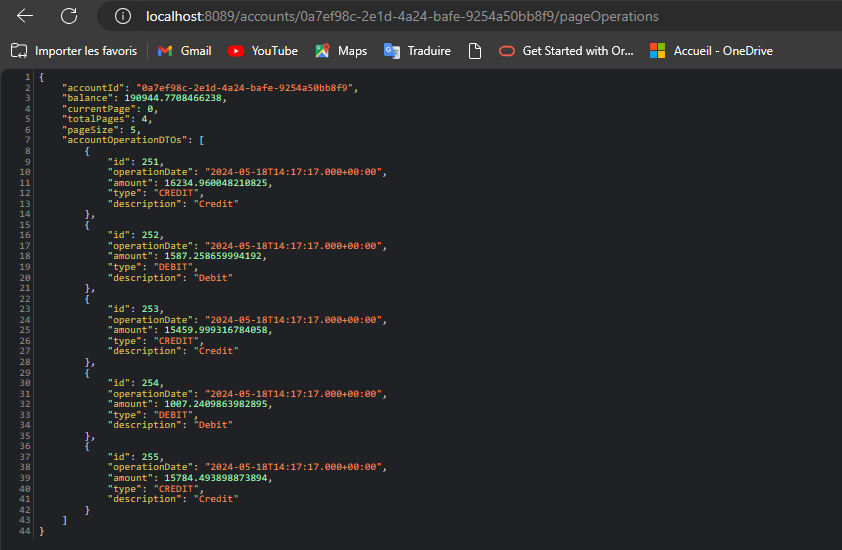 localhost:8089/accounts/0a7ef98c-2e1d-4a24-bafe-9254a50bb8f9/pageOperations
Importer les favoris Gmail YouTube Maps Traduire Get Started with Or... Accueil - OneDrive
1 {
2 "accountId": "0a7ef98c-2e1d-4a24-bafe-9254a50bb8f9",
3 "balance": 190944.7708466238,
4 "currentPage": 0,
5 "totalPages": 4,
6 "pageSize": 5,
7 "accountOperationDTOs": [
8 {
9 "id": 251,
10 "operationDate": "2024-05-18T14:17:17.000+00:00",
11 "amount": 16234.960048210825,
12 "type": "CREDIT",
13 "description": "Credit"
14 },
15 {
16 "id": 252,
17 "operationDate": "2024-05-18T14:17:17.000+00:00",
18 "amount": 1587.258659994192,
19 "type": "DEBIT",
20 "description": "Debit"
21 },
22 {
23 "id": 253,
24 "operationDate": "2024-05-18T14:17:17.000+00:00",
25 "amount": 15459.999316784058,
26 "type": "CREDIT",
27 "description": "Credit"
28 },
29 {
30 "id": 254,
31 "operationDate": "2024-05-18T14:17:17.000+00:00",
32 "amount": 1007.2409863982895,
33 "type": "DEBIT",
34 "description": "Debit"
35 },
36 {
37 "id": 255,
38 "operationDate": "2024-05-18T14:17:17.000+00:00",
39 "amount": 15784.493898873894,
40 "type": "CREDIT",
41 "description": "Credit"
42 }
43 ]
44 }